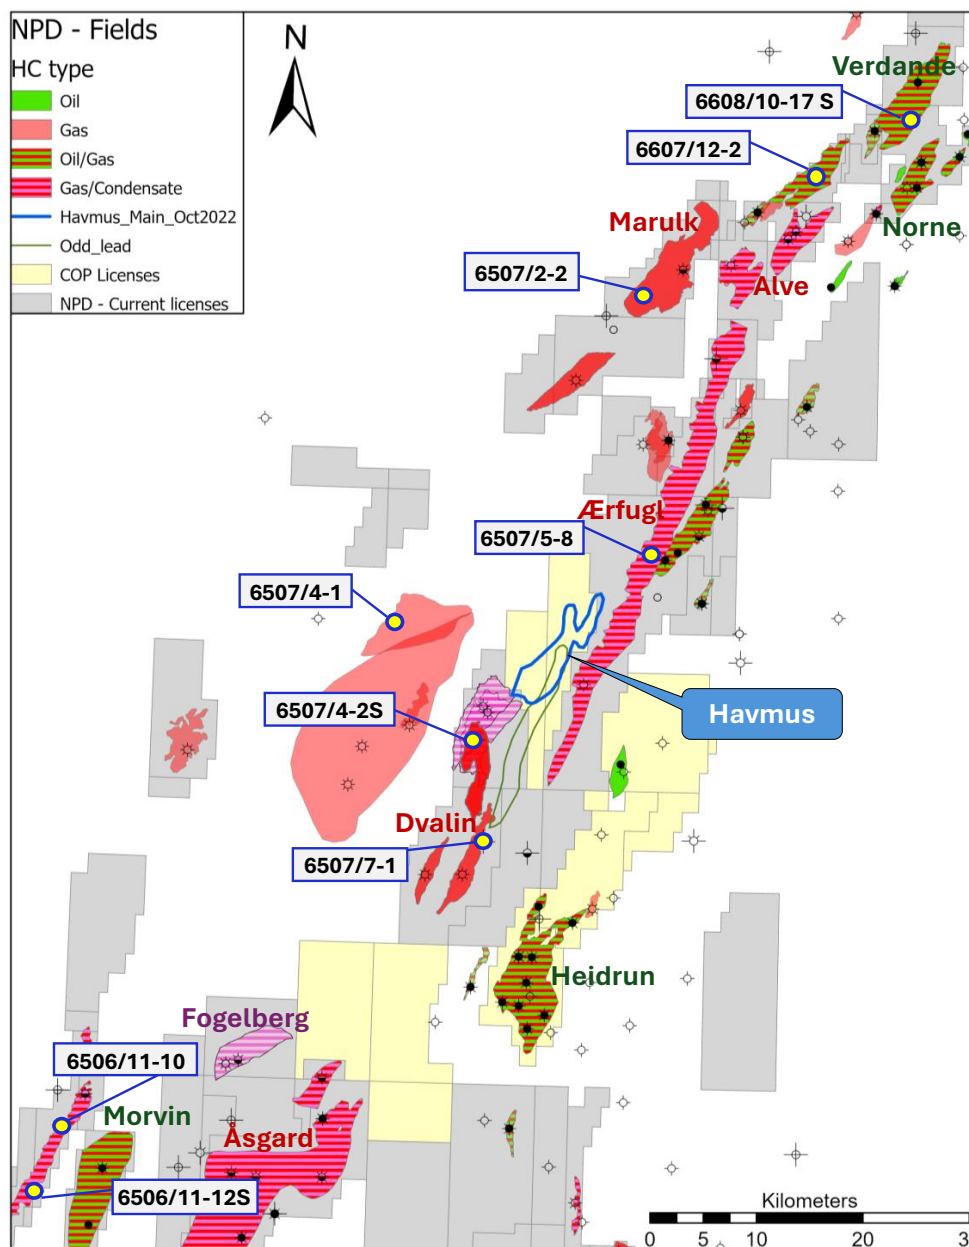 NPD - Fields
HC type
Oil
Gas
Oil/Gas
Gas/Condensate
Havmus_Main_Oct2022
Odd_lead
COP Licenses
NPD - Current licenses
N
Verdande
6608/10-17 S
6607/12-2
Marulk
Norne
6507/2-2
Alve
Ærfugl
6507/5-8
6507/4-1
6507/4-2S
Havmus
Dvalin
6507/7-1
Heidrun
Fogelberg
6506/11-10
Morvin
Åsgard
6506/11-12S
Kilometers
0 5 10 20 3